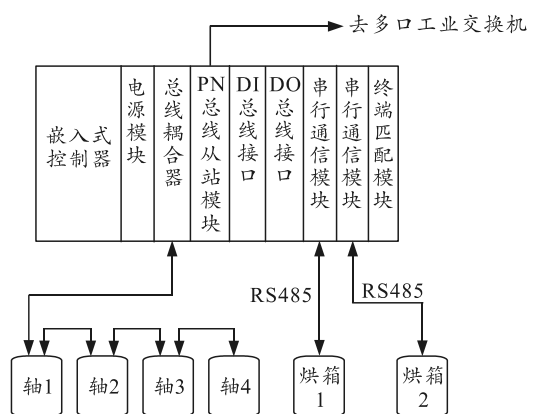 去多口工业交换机
嵌入式
控制器
电源模块
总线耦合器
PN总线从站模块
DI总线接口
DO总线接口
串行通信模块
串行通信模块
终端匹配模块
RS485
RS485
轴1
轴2
轴3
轴4
烘箱
1
烘箱
2